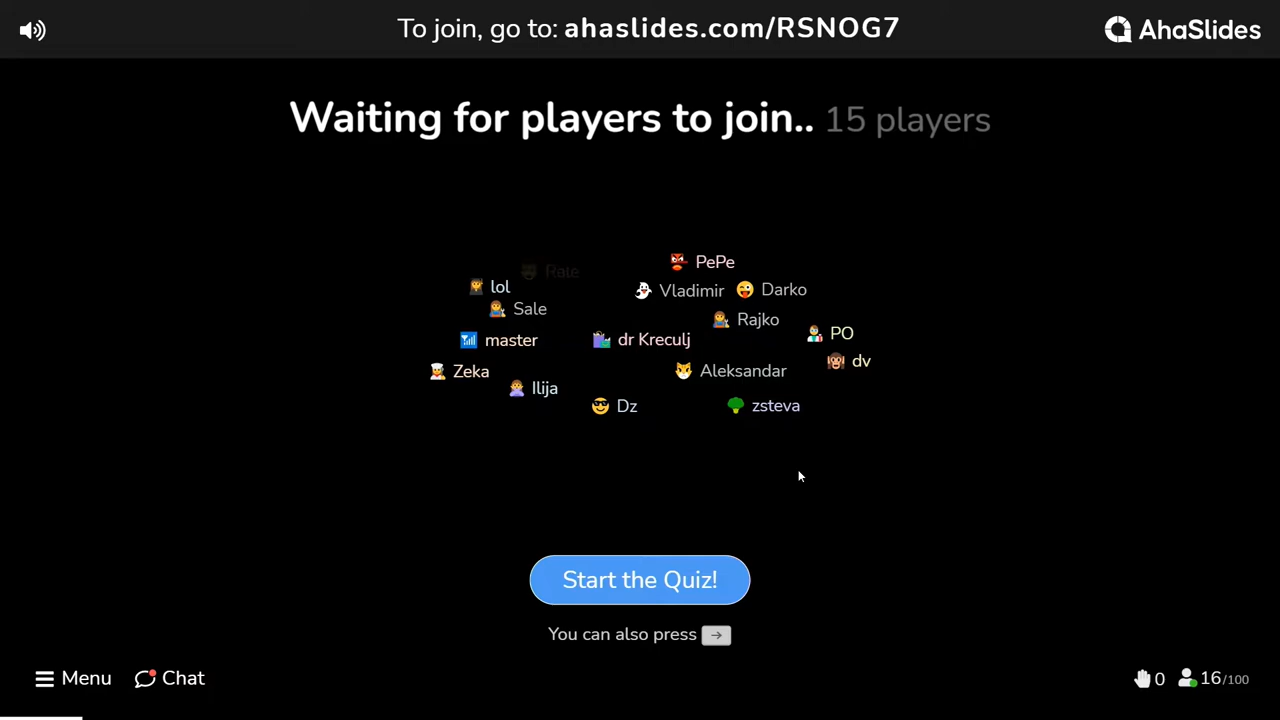 To join, go to: ahaslides.com/RSNOG7
AhaSlides
Waiting for players to join.. 15 players
PePe
Rate
lol
Vladimir
Darko
Sale
Rajko
PO
master
dr Kreculj
dv
Zeka
Aleksandar
Ilija
Dz
zsteva
Start the Quiz!
You can also press →
Menu
Chat
0
16/100